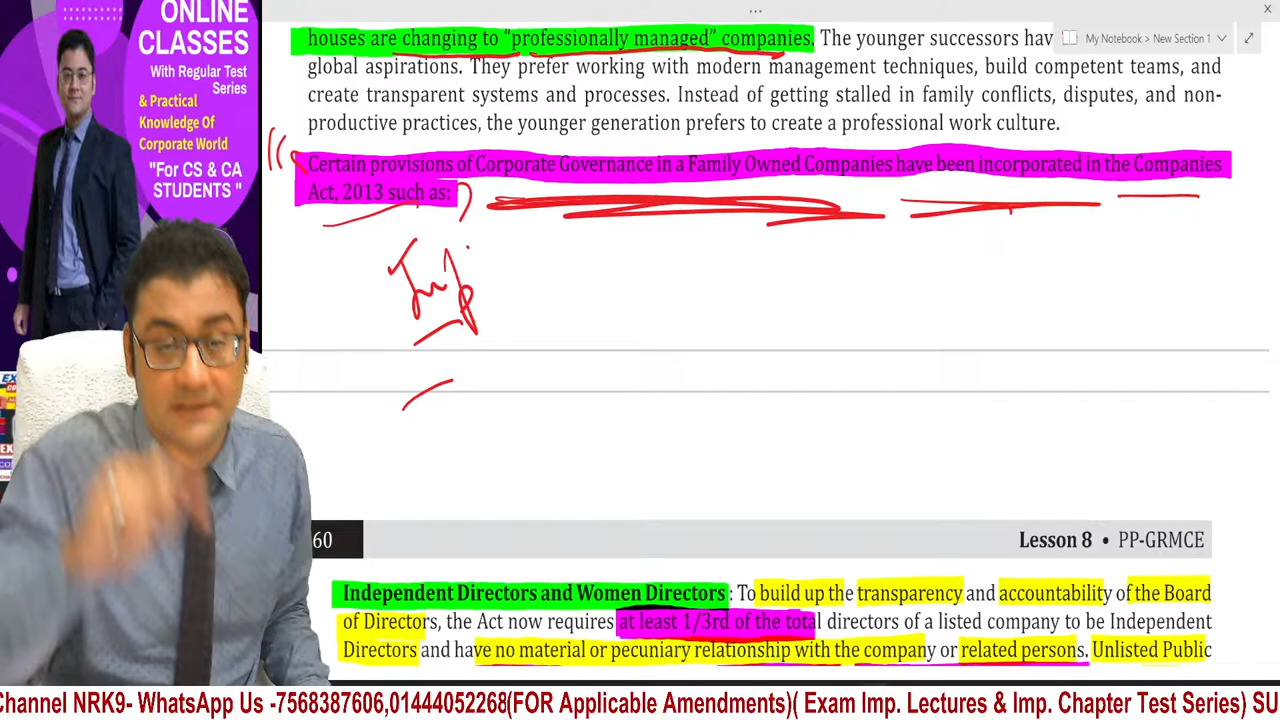 ONLINE
CLASSES
With Regular Test
Series
& Practical
Knowledge Of
Corporate World
"For CS & CA
STUDENTS "
...
x
My Notebook > New Section 1
houses are changing to “professionally managed” companies. The younger successors have
global aspirations. They prefer working with modern management techniques, build competent teams, and
create transparent systems and processes. Instead of getting stalled in family conflicts, disputes, and non-
productive practices, the younger generation prefers to create a professional work culture.
Certain provisions of Corporate Governance in a Family Owned Companies have been incorporated in the Companies
Act, 2013 such as:
Imp
60
Lesson 8 • PP-GRMCE
Independent Directors and Women Directors : To build up the transparency and accountability of the Board
of Directors, the Act now requires at least 1/3rd of the total directors of a listed company to be Independent
Directors and have no material or pecuniary relationship with the company or related persons. Unlisted Public
Channel NRK9- WhatsApp Us -7568387606,01444052268(FOR Applicable Amendments)( Exam Imp. Lectures & Imp. Chapter Test Series) SU